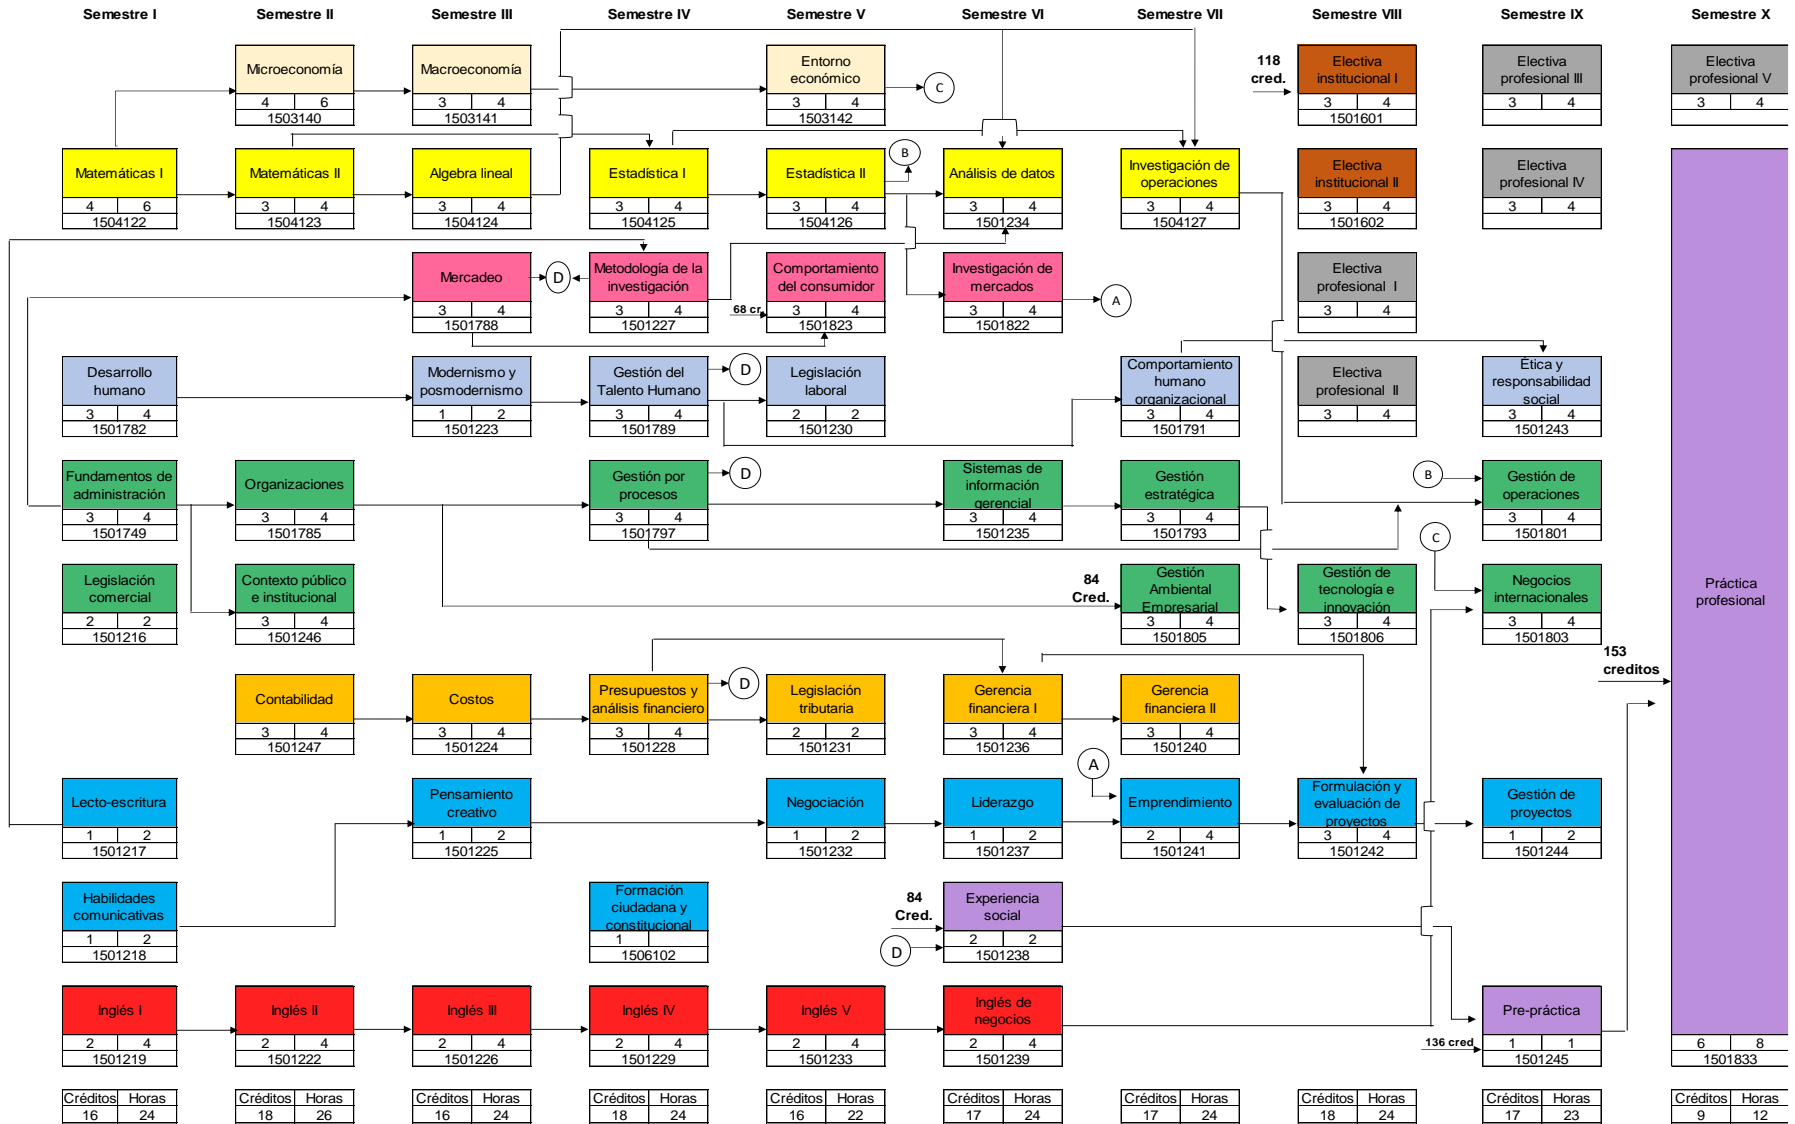 Semestre I Semestre II Semestre III Semestre IV Semestre V Semestre VI Semestre VII Semestre VIII Semestre IX Semestre X
Microeconomía
4 6
1503140
Macroeconomía
3 4
1503141
Entorno
económico
3 4
1503142
C
118
cred.
Electiva
institucional I
3 4
1501601
Electiva
profesional III
3 4
Electiva
profesional V
3 4
Matemáticas I
4 6
1504122
Matemáticas II
3 4
1504123
Algebra lineal
3 4
1504124
Estadística I
3 4
1504125
Estadística II
3 4
1504126
B
Análisis de datos
3 4
1501234
Investigación de
operaciones
3 4
1504127
Electiva
institucional II
3 4
1501602
Electiva
profesional IV
3 4
Mercadeo
3 4
1501788
D
Metodología de la
investigación
3 4
1501227
68 cr.
Comportamiento
del consumidor
3 4
1501823
Investigación de
mercados
3 4
1501822
A
Electiva
profesional I
3 4
Desarrollo
humano
3 4
1501782
Modernismo y
posmodernismo
1 2
1501223
Gestión del
Talento Humano
3 4
1501789
D
Legislación
laboral
2 2
1501230
Comportamiento
humano
organizacional
3 4
1501791
Electiva
profesional II
3 4
Ética y
responsabilidad
social
3 4
1501243
Fundamentos de
administración
3 4
1501749
Organizaciones
3 4
1501785
Gestión por
procesos
3 4
1501797
D
Sistemas de
información
gerencial
3 4
1501235
Gestión
estratégica
3 4
1501793
B
Gestión de
operaciones
3 4
1501801
C
Legislación
comercial
2 2
1501216
Contexto público
e institucional
3 4
1501246
84
Cred.
Gestión
Ambiental
Empresarial
3 4
1501805
Gestión de
tecnología e
innovación
3 4
1501806
Negocios
internacionales
3 4
1501803
Práctica
profesional
6 8
1501833
153
creditos
Contabilidad
3 4
1501247
Costos
3 4
1501224
Presupuestos y
análisis financiero
3 4
1501228
D
Legislación
tributaria
2 2
1501231
Gerencia
financiera I
3 4
1501236
Gerencia
financiera II
3 4
1501240
A
Lecto-escritura
1 2
1501217
Pensamiento
creativo
1 2
1501225
Negociación
1 2
1501232
Liderazgo
1 2
1501237
Emprendimiento
2 4
1501241
Formulación y
evaluación de
proyectos
3 4
1501242
Gestión de
proyectos
1 2
1501244
Habilidades
comunicativas
1 2
1501218
Formación
ciudadana y
constitucional
1
1506102
84
Cred.
D
Experiencia
social
2 2
1501238
Inglés I
2 4
1501219
Inglés II
2 4
1501222
Inglés III
2 4
1501226
Inglés IV
2 4
1501229
Inglés V
2 4
1501233
Inglés de
negocios
2 4
1501239
136 cred
Pre-práctica
1 1
1501245
Créditos Horas Créditos Horas Créditos Horas Créditos Horas Créditos Horas Créditos Horas Créditos Horas Créditos Horas Créditos Horas Créditos Horas
16 24 18 26 16 24 18 24 16 22 17 24 17 24 18 24 17 23 9 12